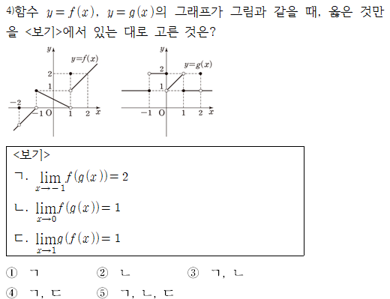 4)함수 y=f(x), y=g(x)의 그래프가 그림과 같을 때, 옳은 것만
을 <보기>에서 있는 대로 고른 것은?
y y=f(x)
2
1
-2 -1 O 1 2 x
y y=g(x)
2
1
-1 O 1 2 x
<보기>
ㄱ. lim_{x→-1} f(g(x))=2
ㄴ. lim_{x→0} f(g(x))=1
ㄷ. lim_{x→1} g(f(x))=1
① ㄱ ② ㄴ ③ ㄱ, ㄴ
④ ㄱ, ㄷ ⑤ ㄱ, ㄴ, ㄷ